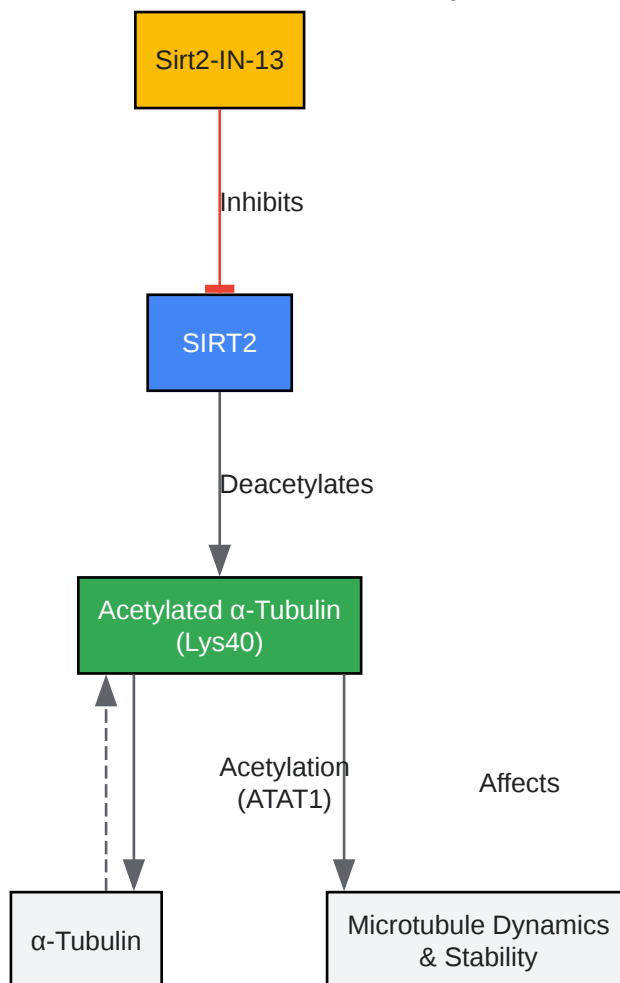 Sirt2-IN-13
Inhibits
SIRT2
Deacetylates
Acetylated α-Tubulin
(Lys40)
Acetylation
(ATAT1)
Affects
α-Tubulin
Microtubule Dynamics
& Stability